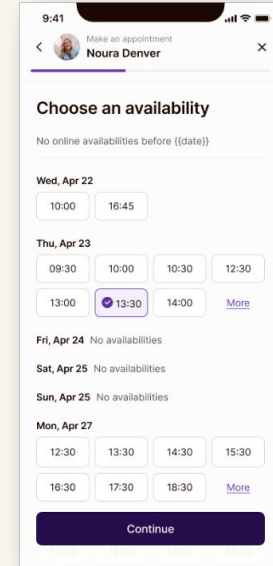 9:41
Make an appointment
Noura Denver
Choose an availability
No online availabilities before {{date}}
Wed, Apr 22
10:00 16:45
Thu, Apr 23
09:30 10:00 10:30 12:30
13:00 13:30 14:00 More
Fri, Apr 24 No availabilities
Sat, Apr 25 No availabilities
Sun, Apr 25 No availabilities
Mon, Apr 27
12:30 13:30 14:30 15:30
16:30 17:30 18:30 More
Continue